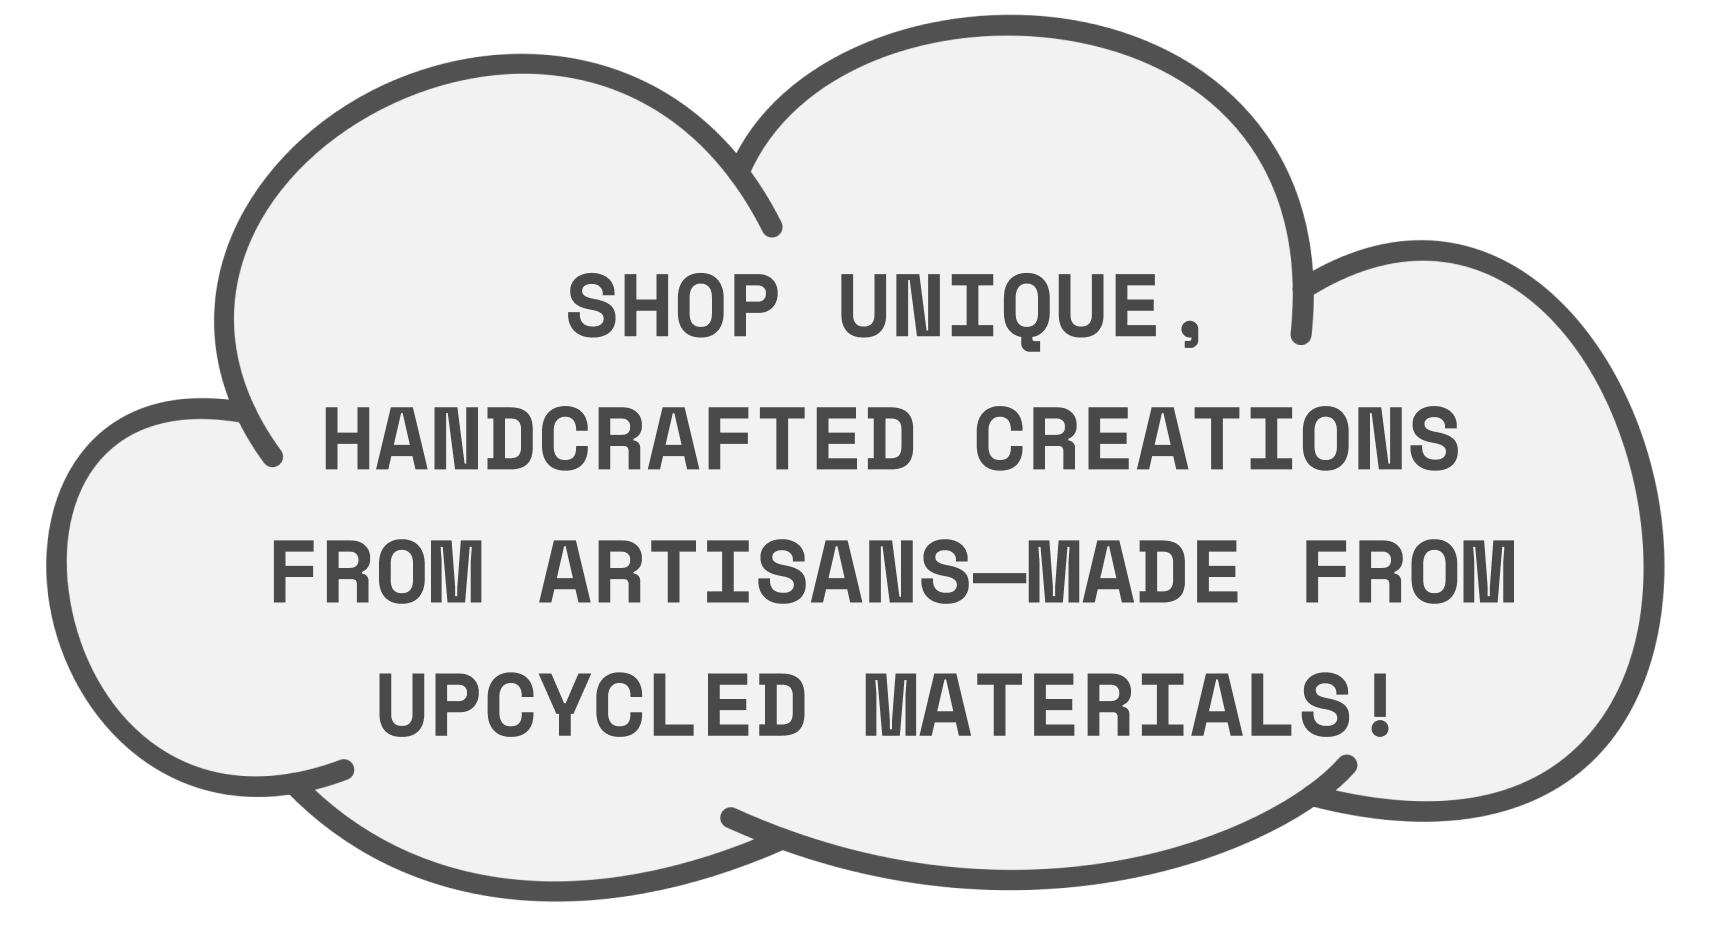 SHOP UNIQUE,
HANDCRAFTED CREATIONS
FROM ARTISANS—MADE FROM
UPCYCLED MATERIALS!